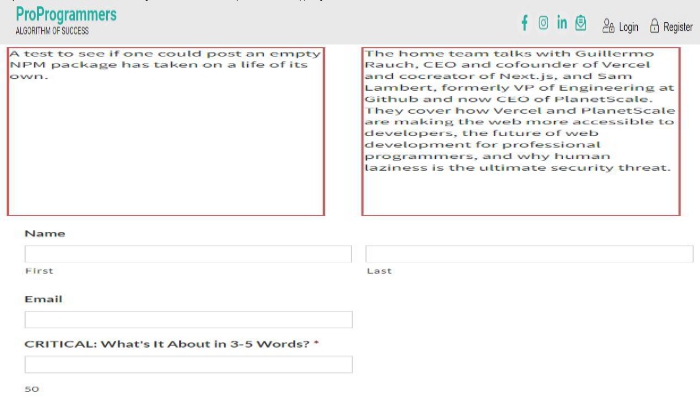 ProProgrammers
ALGORITHM OF SUCCESS
Login
Register
A test to see if one could post an empty
NPM package has taken on a life of its
own.
The home team talks with Guillermo
Rauch, CEO and cofounder of Vercel
and cocreator of Next.js, and Sam
Lambert, formerly VP of Engineering at
Github and now CEO of PlanetScale.
They cover how Vercel and PlanetScale
are making the web more accessible to
developers, the future of web
development for professional
programmers, and why human
laziness is the ultimate security threat.
Name
First
Last
Email
CRITICAL: What's It About in 3-5 Words? *
50